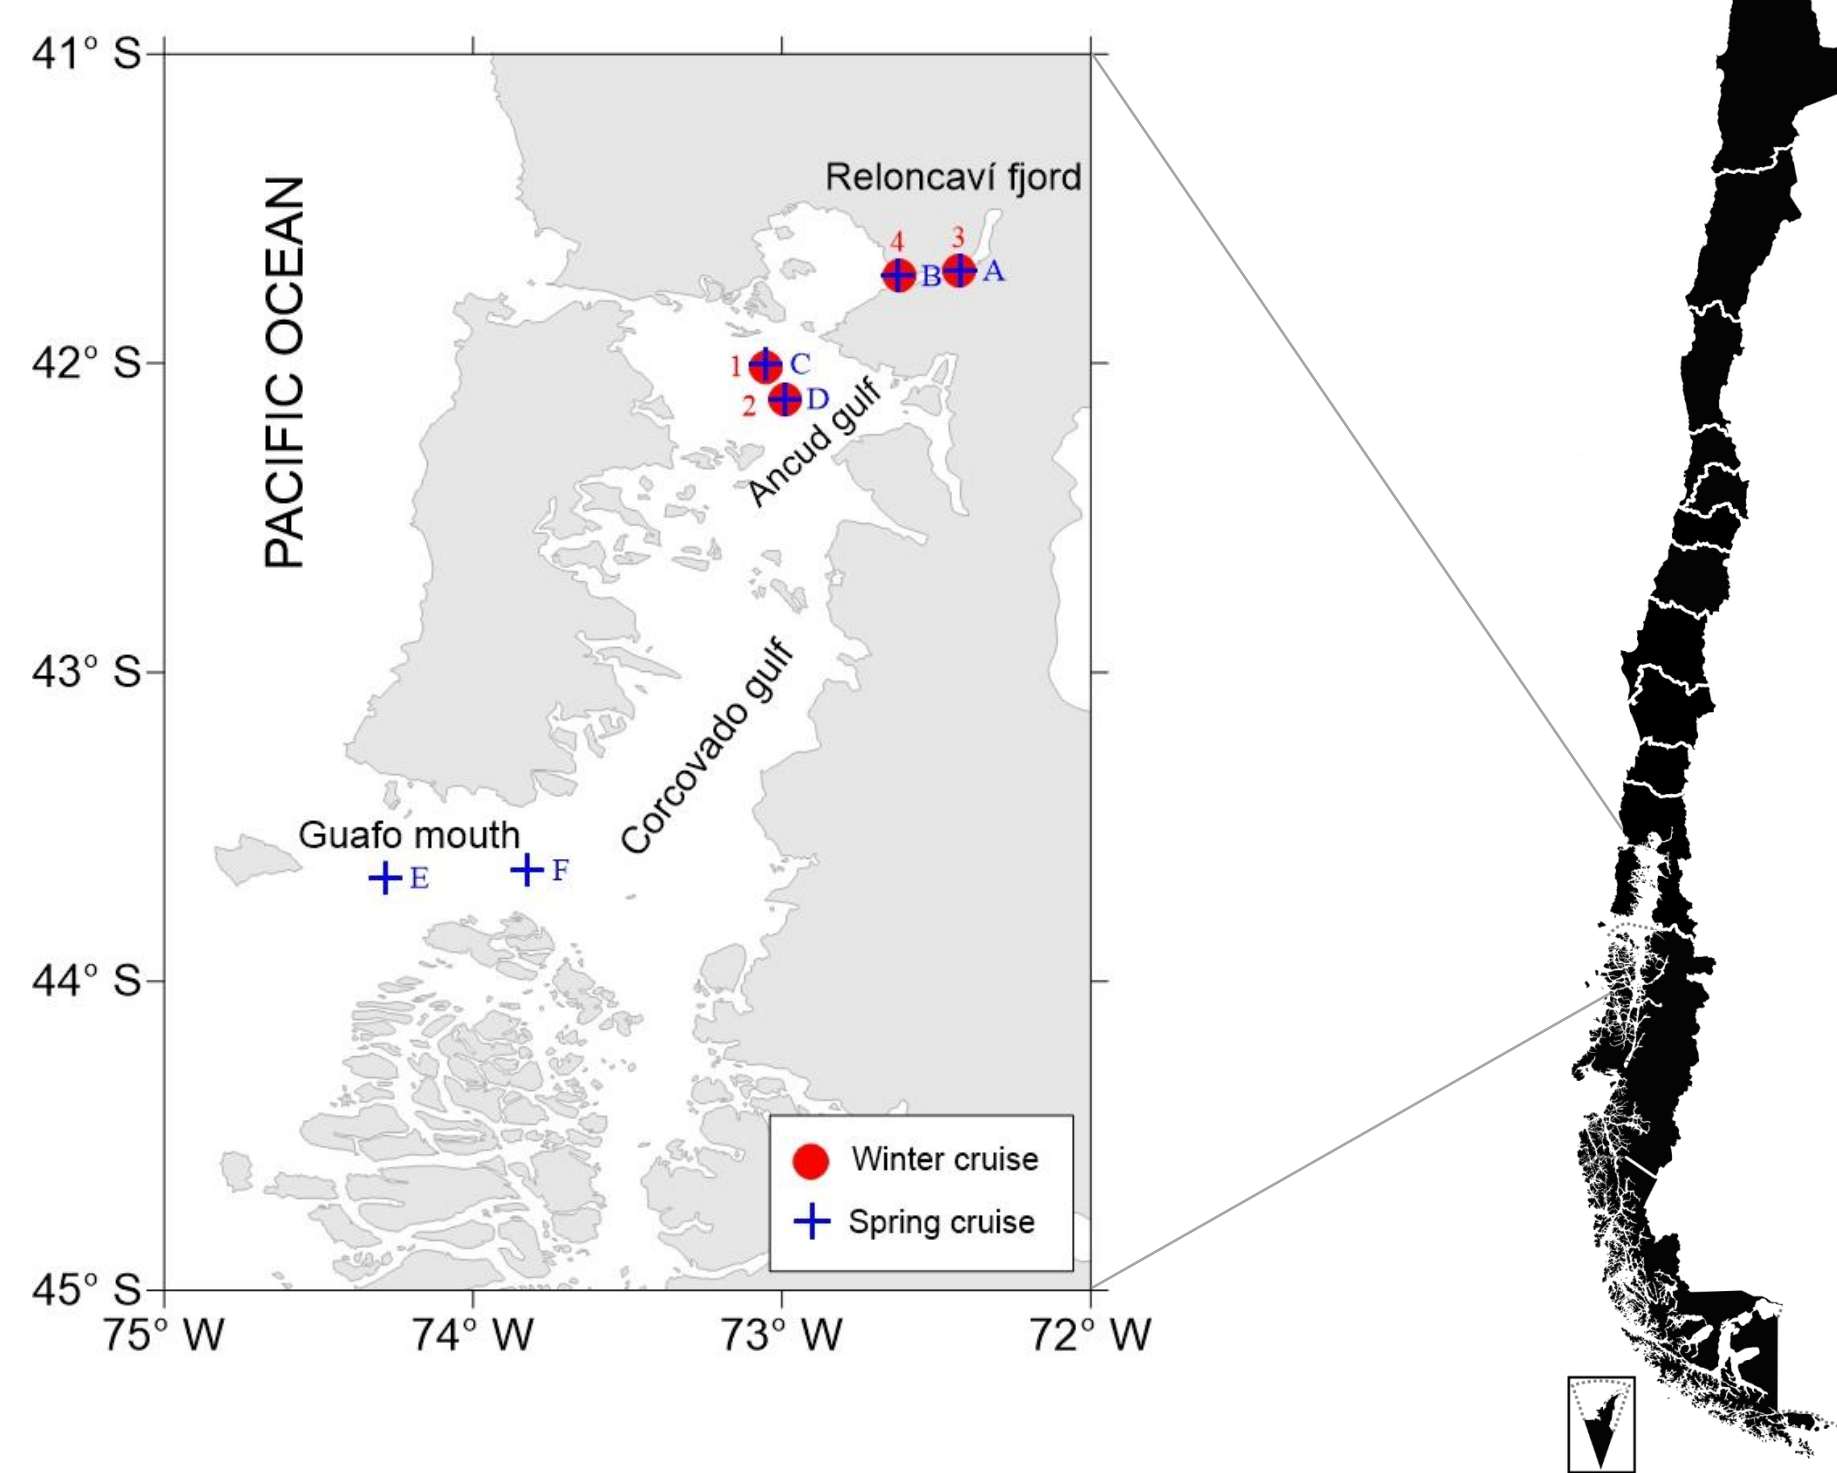 41° S
Reloncaví fjord
PACIFIC OCEAN
4
3
B
A
42° S
1
C
2
D
Ancud gulf
43° S
Corcovado gulf
Guafo mouth
E
F
44° S
Winter cruise
Spring cruise
45° S
75° W
74° W
73° W
72° W